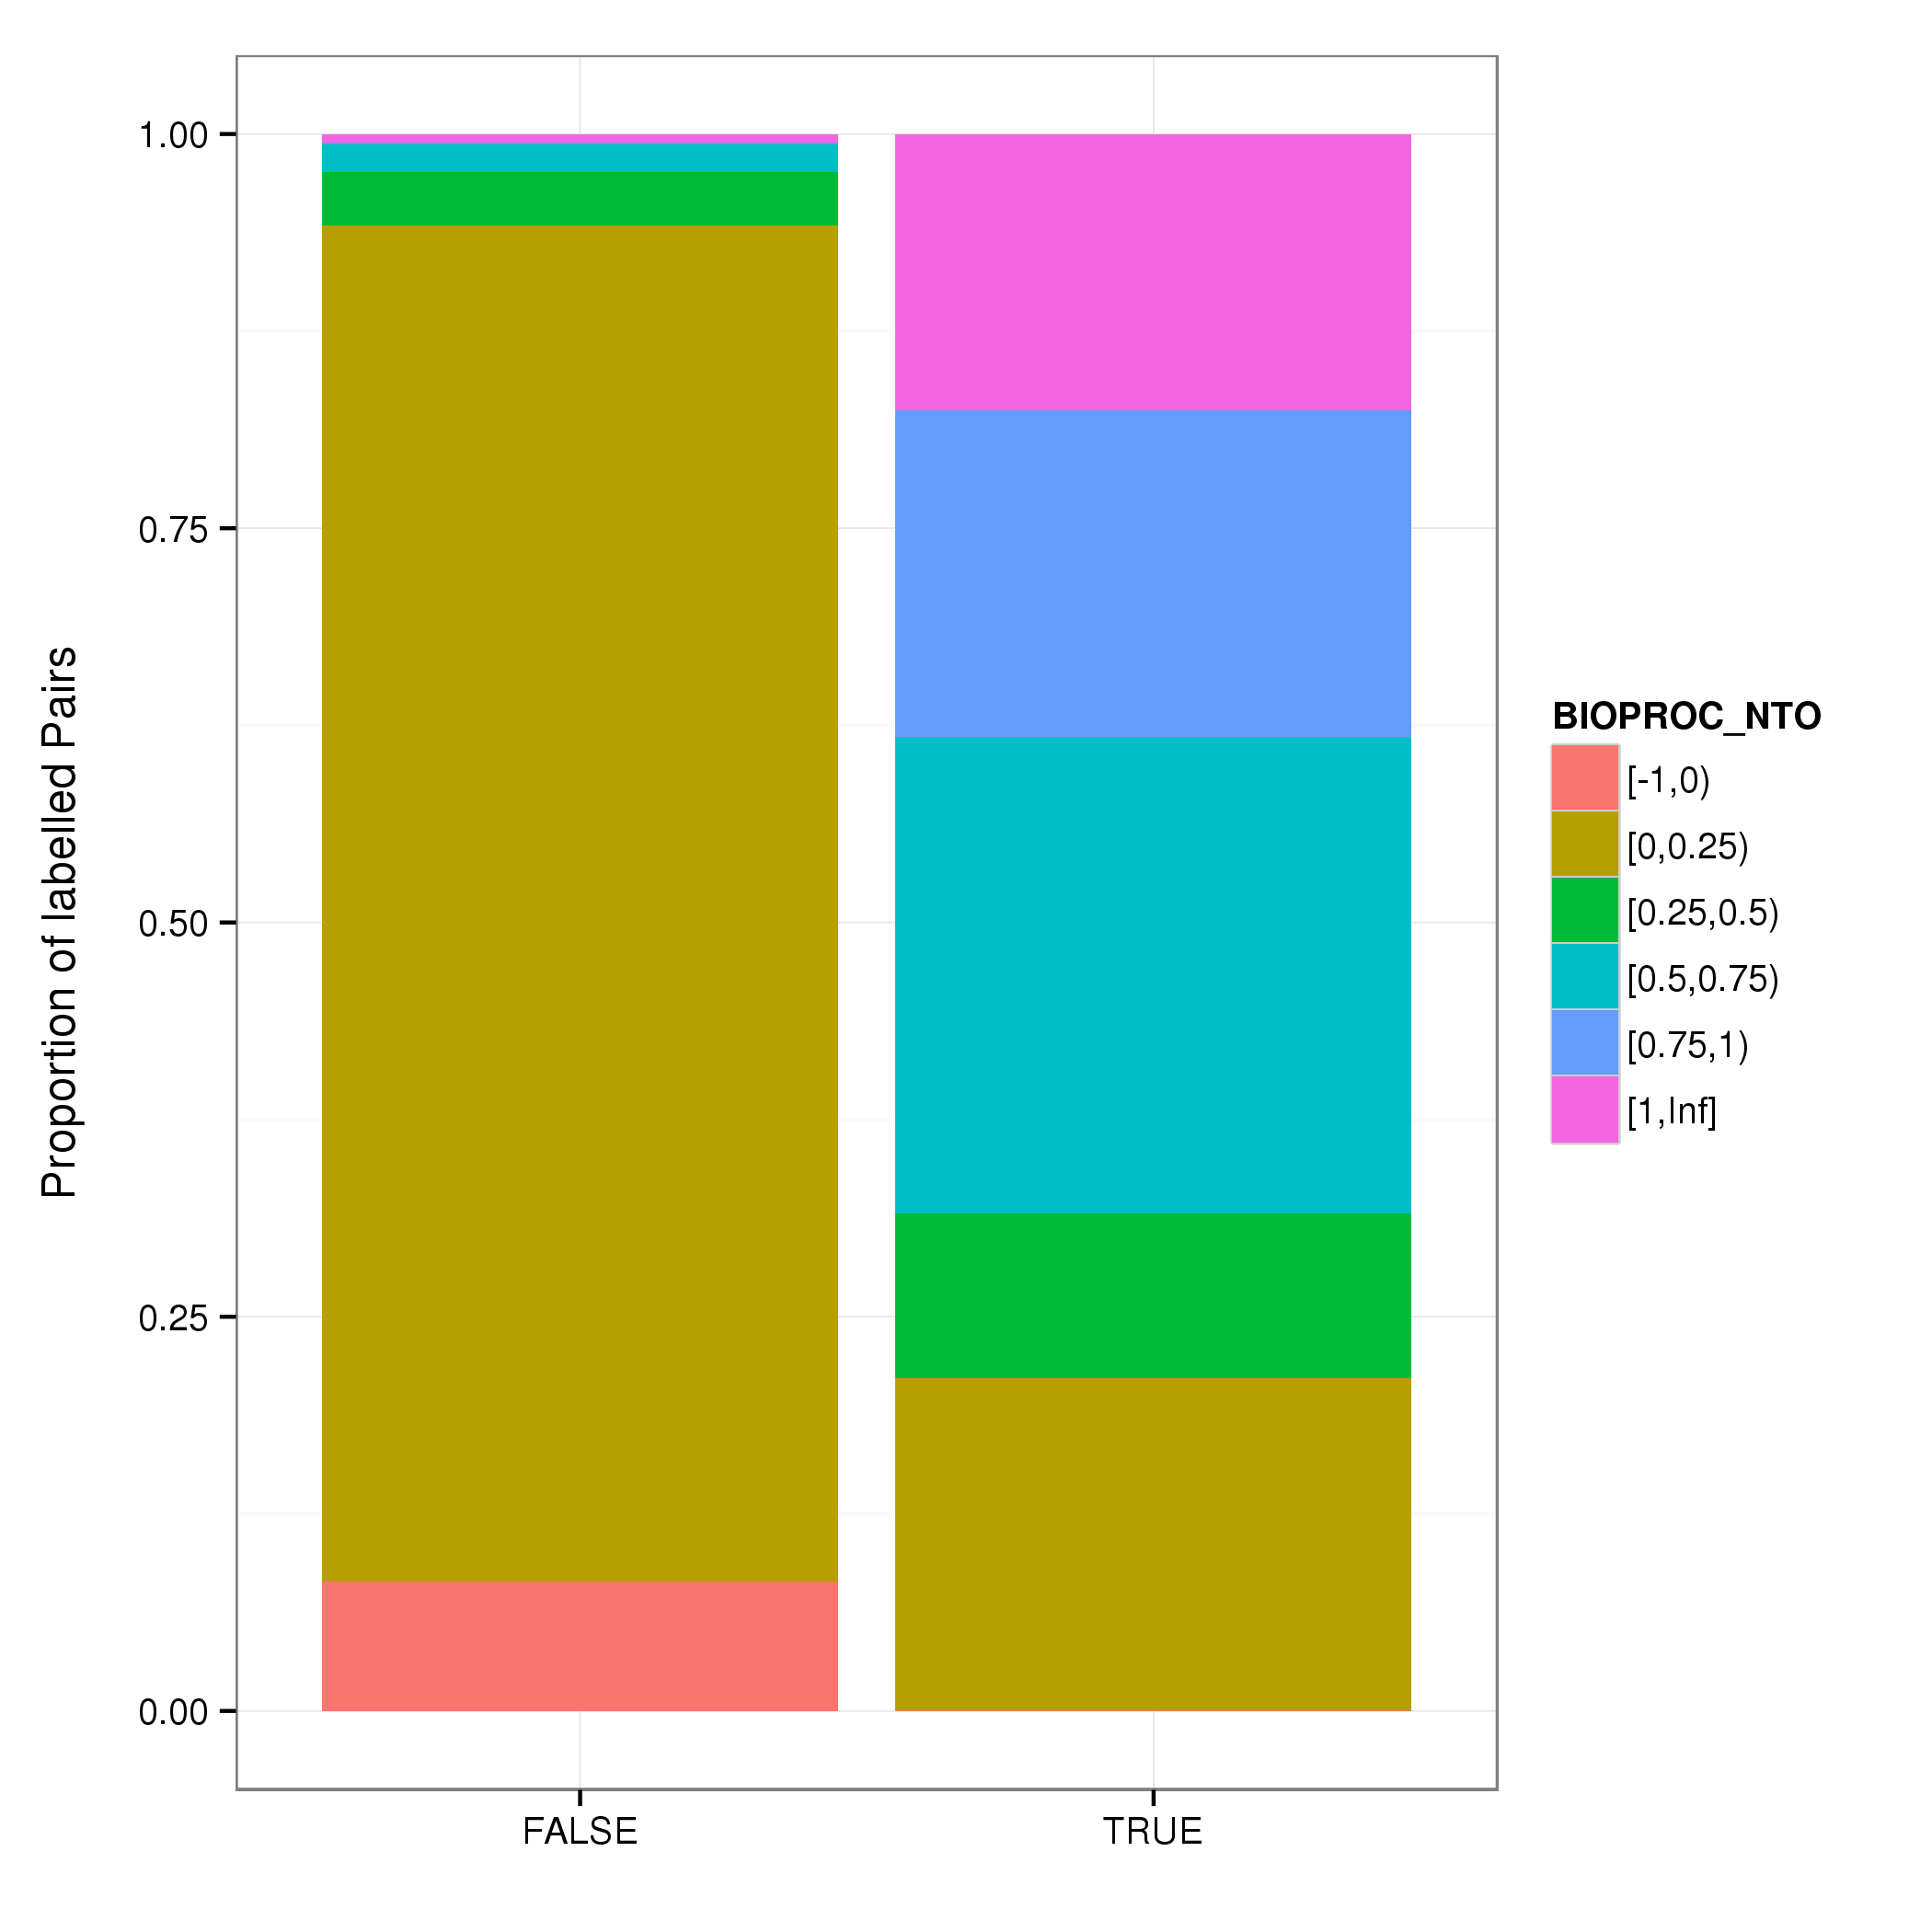 Proportion of labelled Pairs
1.00
0.75
0.50
0.25
0.00
FALSE
TRUE
BIOPROC_NTO
[-1,0)
[0,0.25)
[0.25,0.5)
[0.5,0.75)
[0.75,1)
[1,Inf]